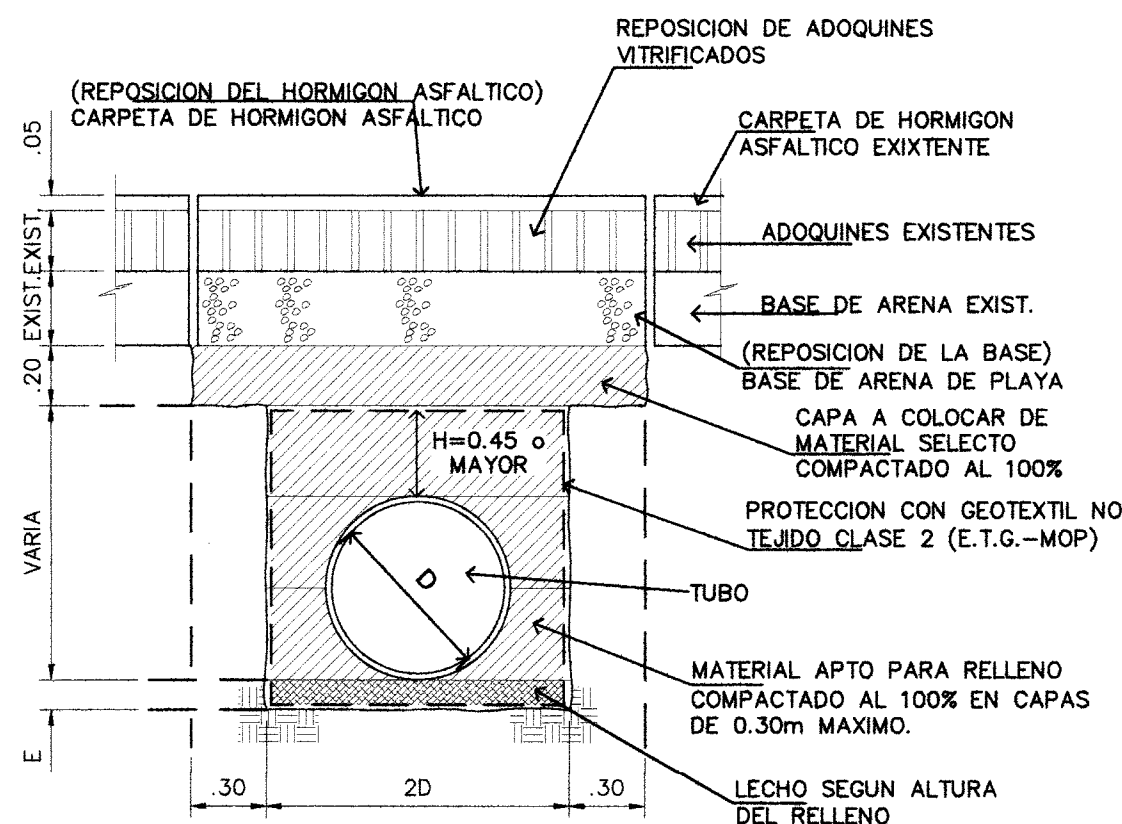 REPOSICION DE ADOQUINES
VITRIFICADOS
(REPOSICION DEL HORMIGON ASFALTICO)
CARPETA DE HORMIGON ASFALTICO
CARPETA DE HORMIGON
ASFALTICO EXIXTENTE
ADOQUINES EXISTENTES
BASE DE ARENA EXIST.
(REPOSICION DE LA BASE)
BASE DE ARENA DE PLAYA
CAPA A COLOCAR DE
MATERIAL SELECTO
COMPACTADO AL 100%
PROTECCION CON GEOTEXTIL NO
TEJIDO CLASE 2 (E.T.G.-MOP)
TUBO
MATERIAL APTO PARA RELLENO
COMPACTADO AL 100% EN CAPAS
DE 0.30m MAXIMO.
LECHO SEGUN ALTURA
DEL RELLENO
.05
EXIST.
EXIST.
.20
VARIA
E
H=0.45 o
MAYOR
D
.30
2D
.30